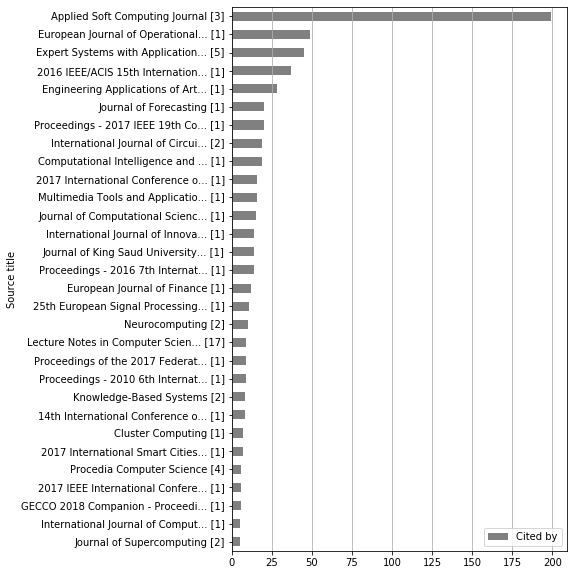 Applied Soft Computing Journal [3]
European Journal of Operational... [1]
Expert Systems with Application... [5]
2016 IEEE/ACIS 15th Internation... [1]
Engineering Applications of Art... [1]
Journal of Forecasting [1]
Proceedings - 2017 IEEE 19th Co... [1]
International Journal of Circui... [2]
Computational Intelligence and ... [1]
2017 International Conference o... [1]
Multimedia Tools and Applicatio... [1]
Journal of Computational Scienc... [1]
International Journal of Innova... [1]
Journal of King Saud University... [1]
Proceedings - 2016 7th Internat... [1]
European Journal of Finance [1]
25th European Signal Processing... [1]
Neurocomputing [2]
Lecture Notes in Computer Scien... [17]
Proceedings of the 2017 Federat... [1]
Proceedings - 2010 6th Internat... [1]
Knowledge-Based Systems [2]
14th International Conference o... [1]
Cluster Computing [1]
2017 International Smart Cities... [1]
Procedia Computer Science [4]
2017 IEEE International Confere... [1]
GECCO 2018 Companion - Proceedi... [1]
International Journal of Comput... [1]
Journal of Supercomputing [2]
Source title
Cited by
0 25 50 75 100 125 150 175 200